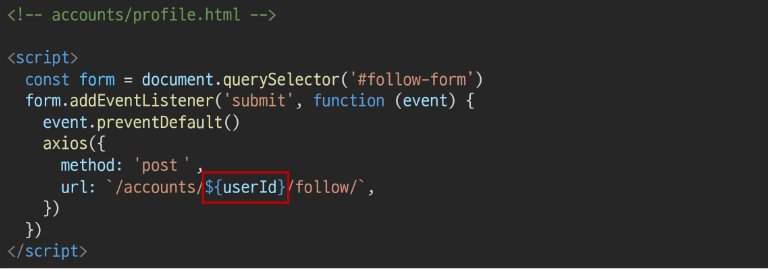 <!-- accounts/profile.html -->
<script>
const form = document.querySelector('#follow-form’)
form.addEventListener('submit', function (event) {
event.preventDefault()
axios({
method: 'post ',
url: `/accounts/${userId}/follow/`,
})
})
</script>